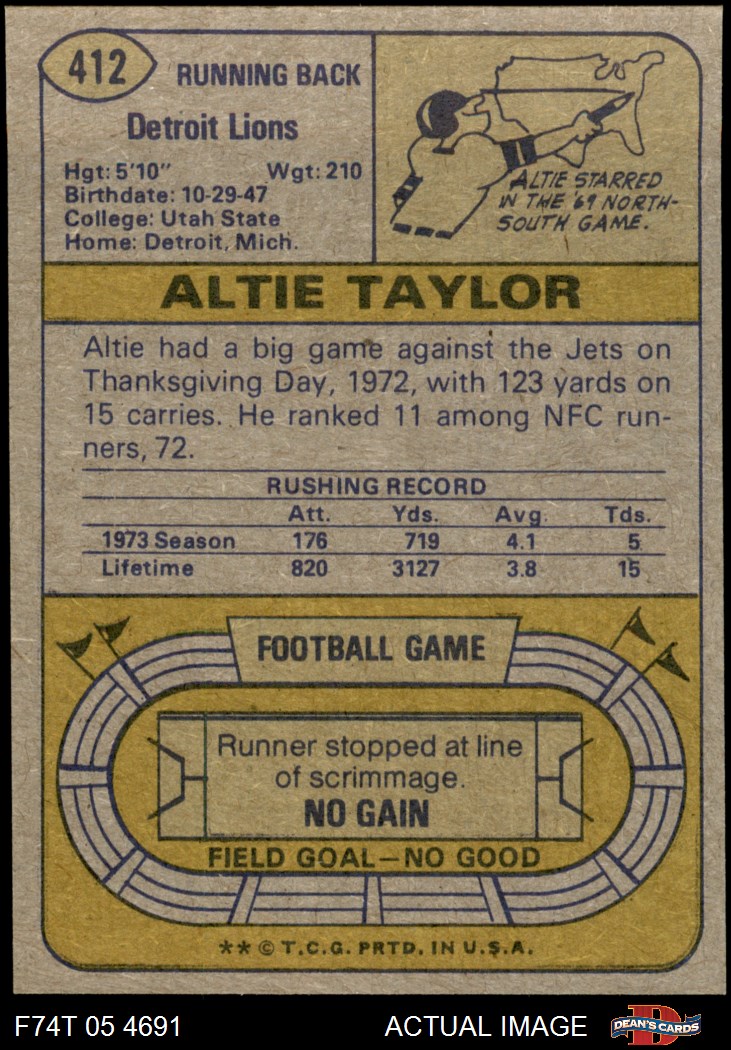 412
RUNNING BACK
Detroit Lions
Hgt: 5'10" Wgt: 210
Birthdate: 10-29-47
College: Utah State
Home: Detroit, Mich.
ALTIE STARRED
IN THE '69 NORTH-
SOUTH GAME.
ALTIE TAYLOR
Altie had a big game against the Jets on
Thanksgiving Day, 1972, with 123 yards on
15 carries. He ranked 11 among NFC run-
ners, 72.
RUSHING RECORD
Att. Yds. Avg. Tds.
1973 Season 176 719 4.1 5
Lifetime 820 3127 3.8 15
FOOTBALL GAME
Runner stopped at line
of scrimmage.
NO GAIN
FIELD GOAL—NO GOOD
** © T.C.G. PRTD. IN U.S.A.
F74T 05 4691 ACTUAL IMAGE DEAN'S CARDS